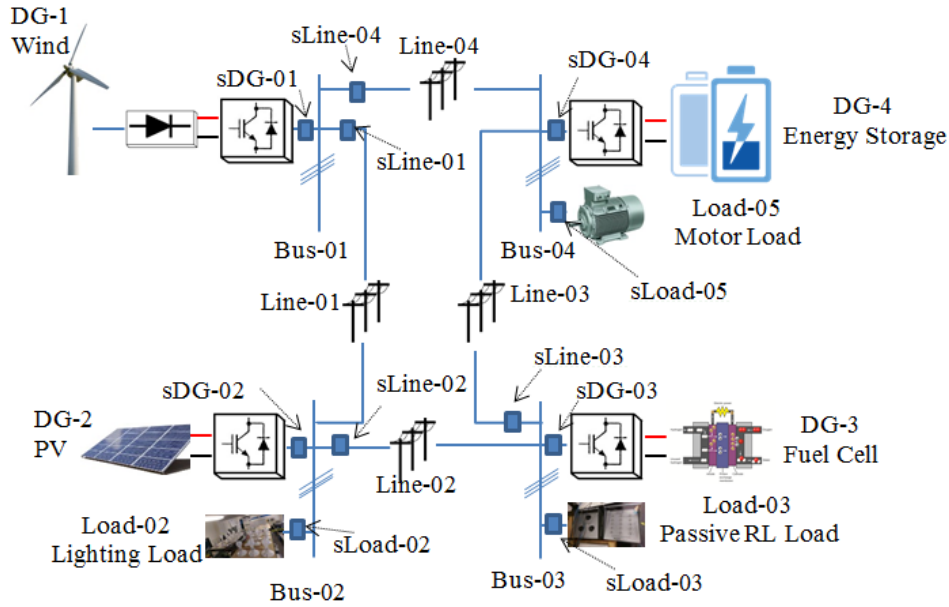 DG-1
Wind
sLine-04
Line-04
sDG-01
sDG-04
DG-4
Energy Storage
sLine-01
Load-05
Motor Load
Bus-01
Bus-04
sLoad-05
Line-01
Line-03
sLine-03
sDG-02
sLine-02
sDG-03
DG-2
PV
DG-3
Fuel Cell
Line-02
Load-02
Lighting Load
sLoad-02
Load-03
Passive RL Load
Bus-02
Bus-03
sLoad-03